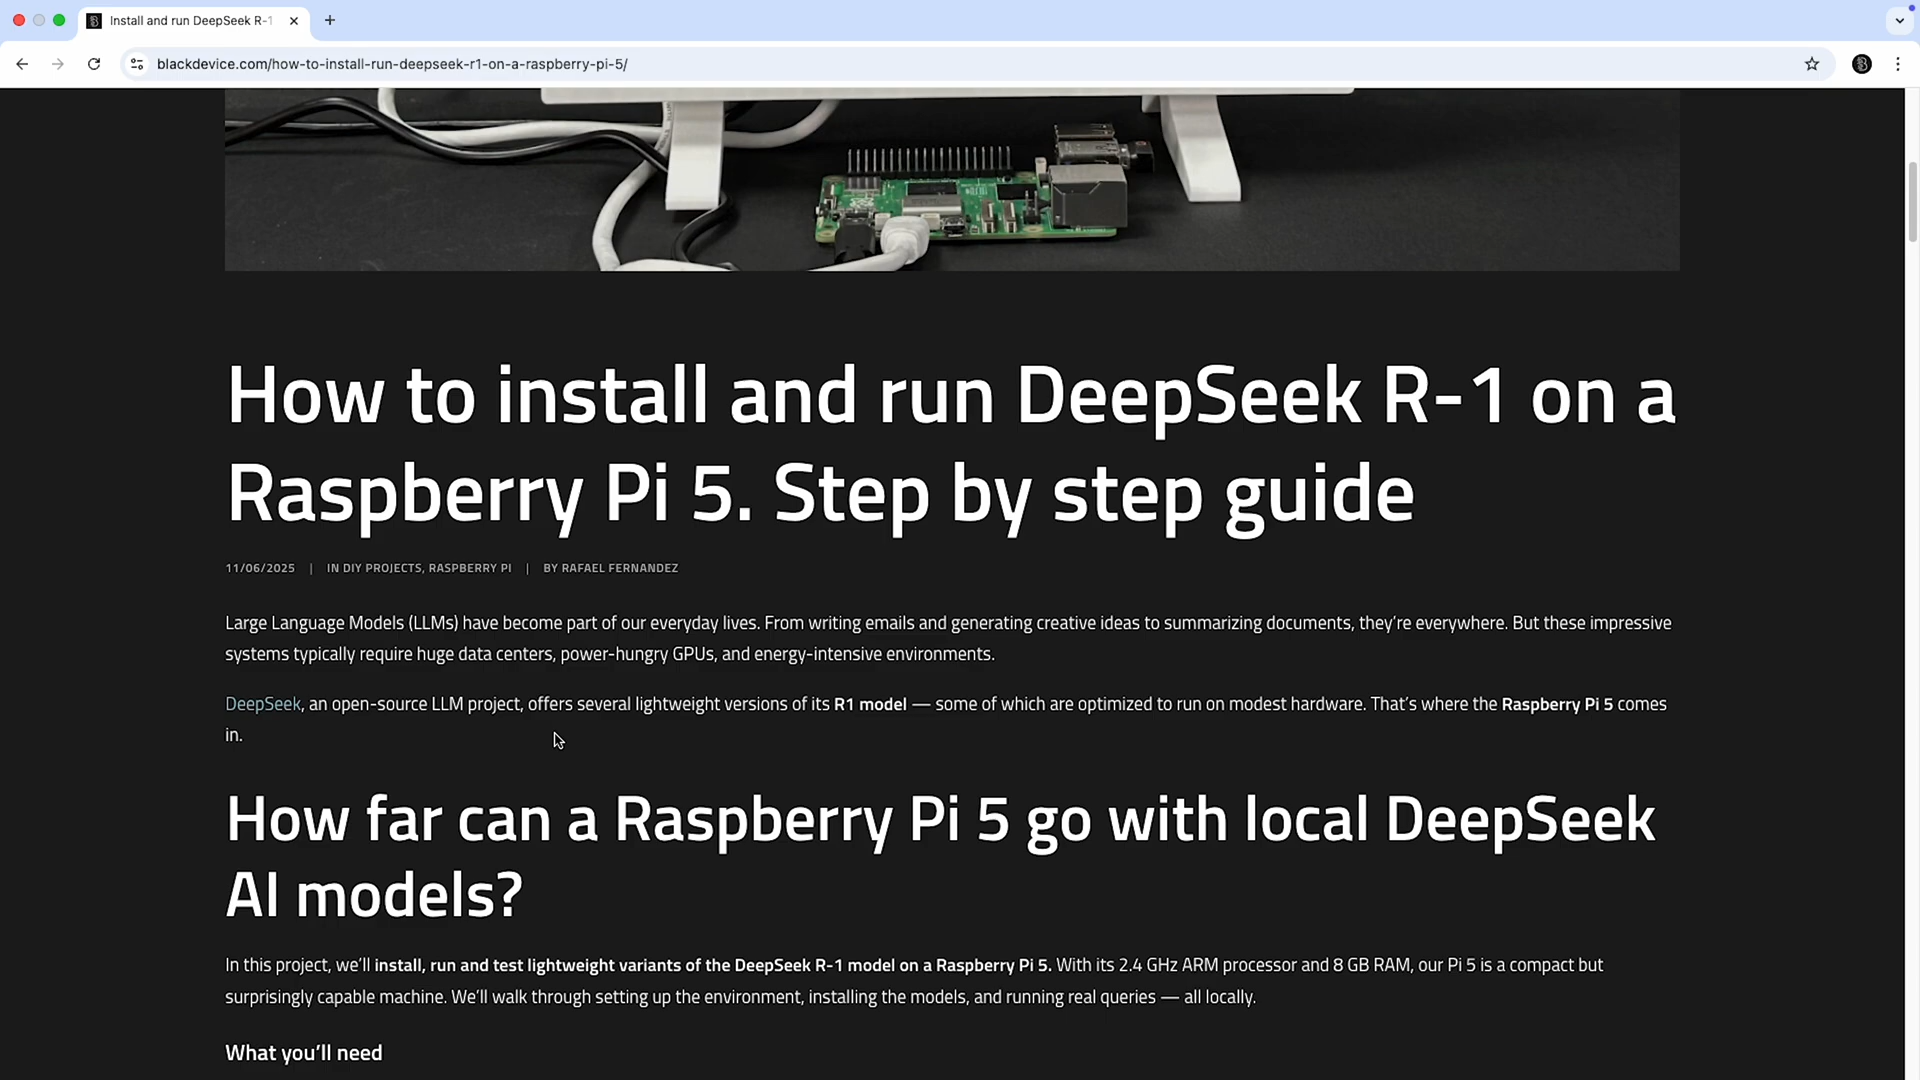 Install and run DeepSeek R-1
blackdevice.com/how-to-install-run-deepseek-r1-on-a-raspberry-pi-5/
How to install and run DeepSeek R-1 on a
Raspberry Pi 5. Step by step guide
11/06/2025 | IN DIY PROJECTS, RASPBERRY PI | BY RAFAEL FERNANDEZ
Large Language Models (LLMs) have become part of our everyday lives. From writing emails and generating creative ideas to summarizing documents, they’re everywhere. But these impressive
systems typically require huge data centers, power-hungry GPUs, and energy-intensive environments.
DeepSeek, an open-source LLM project, offers several lightweight versions of its R1 model — some of which are optimized to run on modest hardware. That’s where the Raspberry Pi 5 comes
in.
How far can a Raspberry Pi 5 go with local DeepSeek
AI models?
In this project, we’ll install, run and test lightweight variants of the DeepSeek R-1 model on a Raspberry Pi 5. With its 2.4 GHz ARM processor and 8 GB RAM, our Pi 5 is a compact but
surprisingly capable machine. We’ll walk through setting up the environment, installing the models, and running real queries — all locally.
What you’ll need